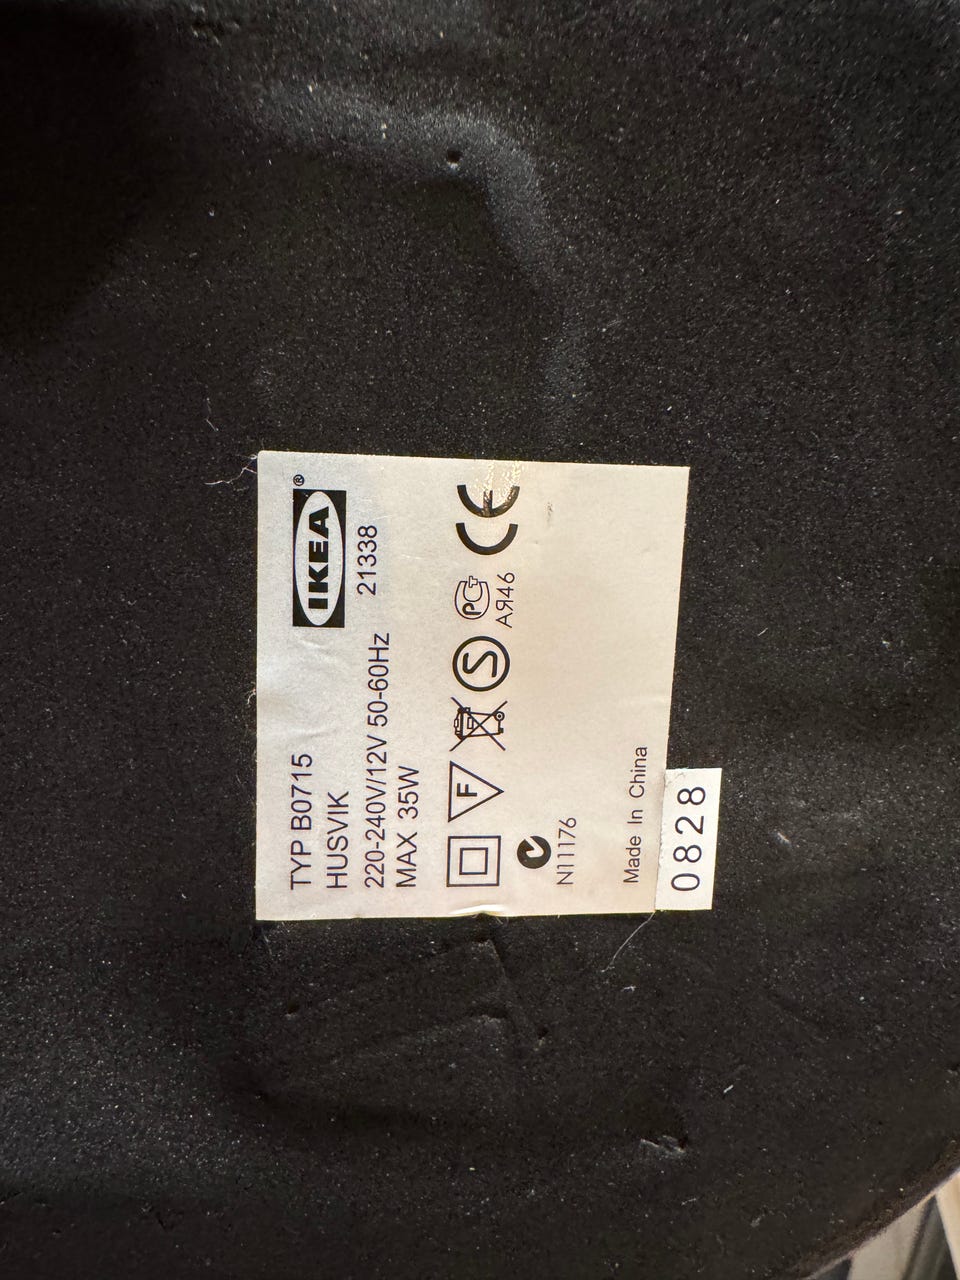 TYP B0715
IKEA®
HUSVIK
220-240V/12V 50-60Hz 21338
MAX 35W
F S PCT CE
АЯ46
N11176
Made In China
0828